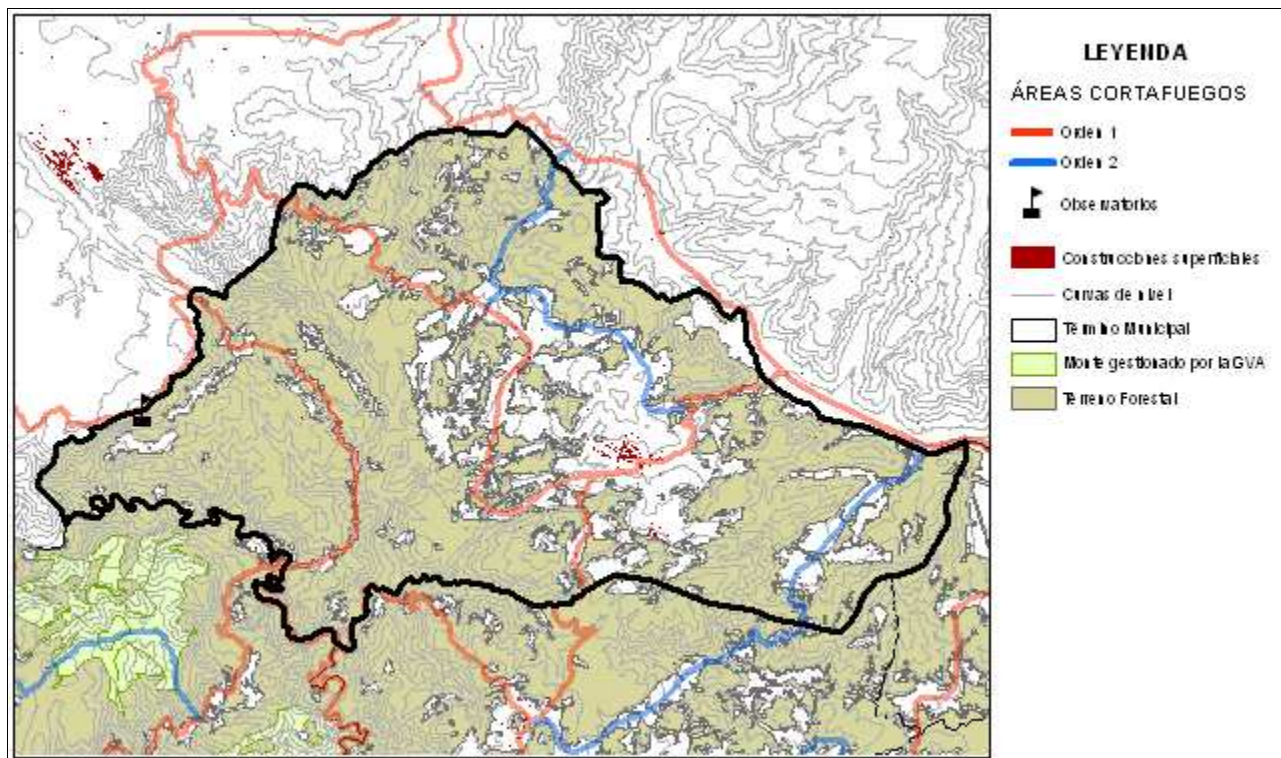 LEYENDA
ÁREAS CORTAFUEGOS
Orden 1
Orden 2
Observatorios
Construcciones superficiales
Curvas de nivel
Término Municipal
Monte gestionado por la GVA
Terreno Forestal